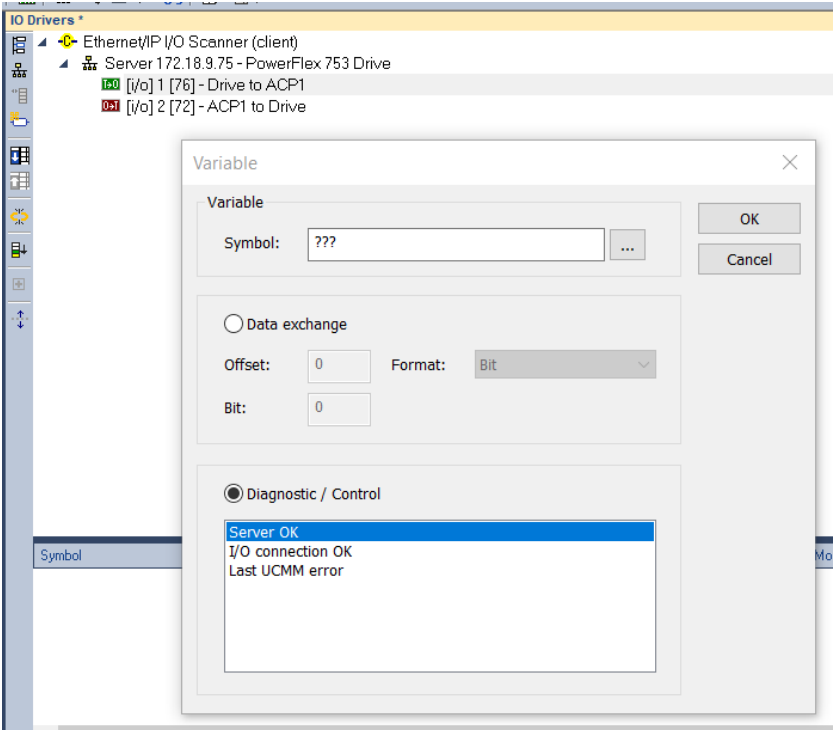 IO Drivers *
-C- Ethernet/IP I/O Scanner (client)
Server 172.18.9.75 - PowerFlex 753 Drive
T▸O [i/o] 1 [76] - Drive to ACP1
O▸T [i/o] 2 [72] - ACP1 to Drive
Variable
Variable
Symbol: ??? ...
OK
Cancel
Data exchange
Offset: 0 Format: Bit
Bit: 0
Diagnostic / Control
Server OK
I/O connection OK
Last UCMM error
Symbol
Mo